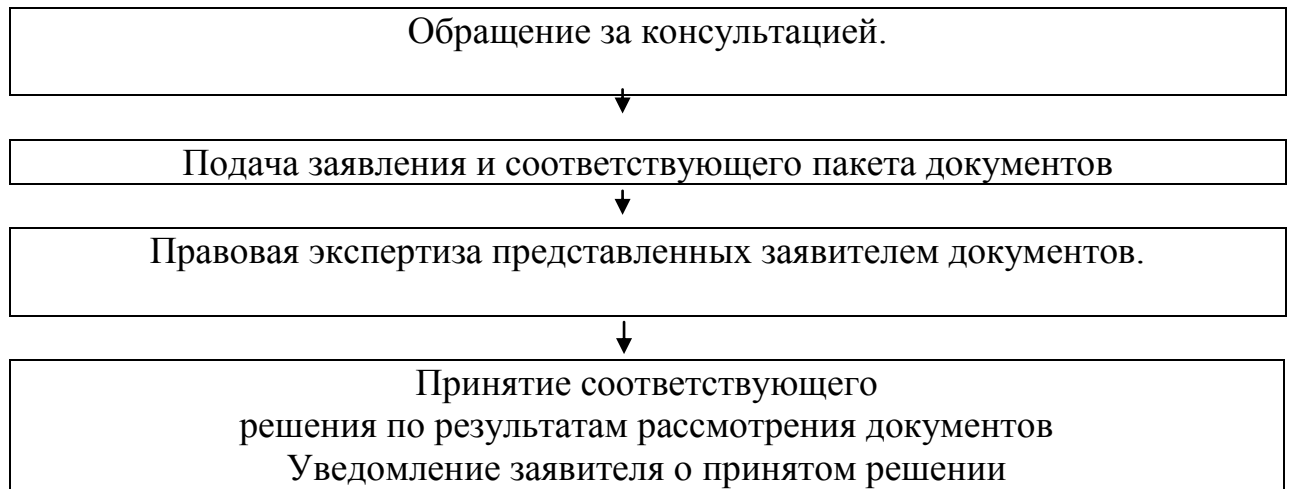 Обращение за консультацией.
Подача заявления и соответствующего пакета документов
Правовая экспертиза представленных заявителем документов.
Принятие соответствующего
решения по результатам рассмотрения документов
Уведомление заявителя о принятом решении